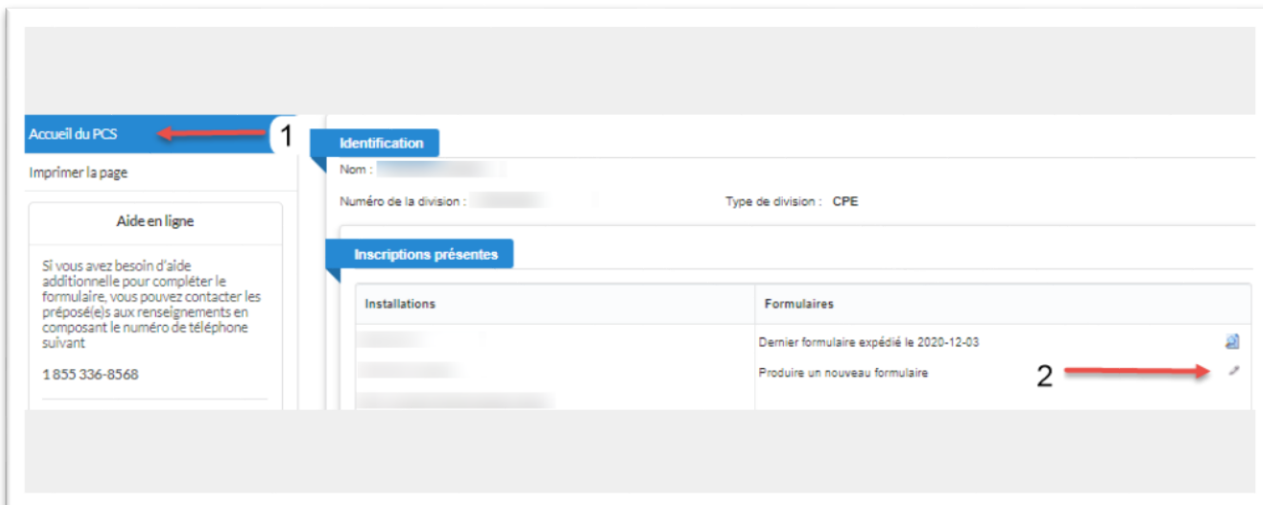 Accueil du PCS
1
Imprimer la page
Aide en ligne
Si vous avez besoin d'aide
additionnelle pour compléter le
formulaire, vous pouvez contacter les
préposé(e)s aux renseignements en
composant le numéro de téléphone
suivant
1 855 336-8568
Identification
Nom :
Numéro de la division :
Type de division : CPE
Inscriptions présentes
Installations
Formulaires
Dernier formulaire expédié le 2020-12-03
Produire un nouveau formulaire
2